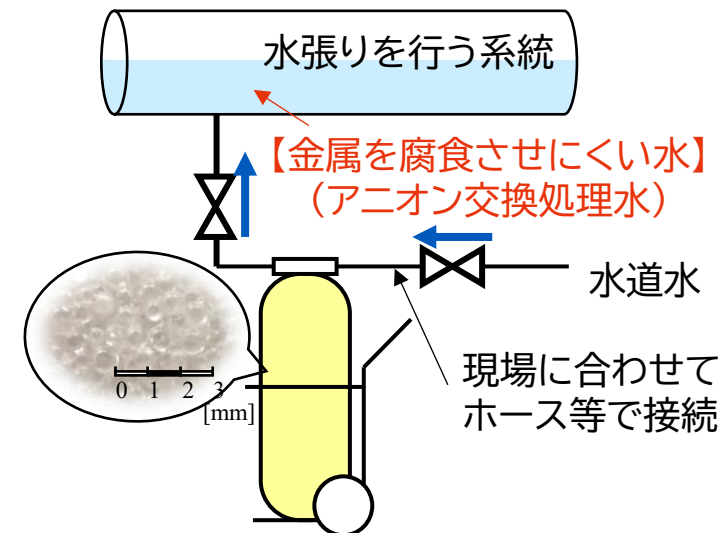 水張りを行う系統
【金属を腐食させにくい水】
（アニオン交換処理水）
水道水
現場に合わせて
ホース等で接続
0 1 2 3
[mm]